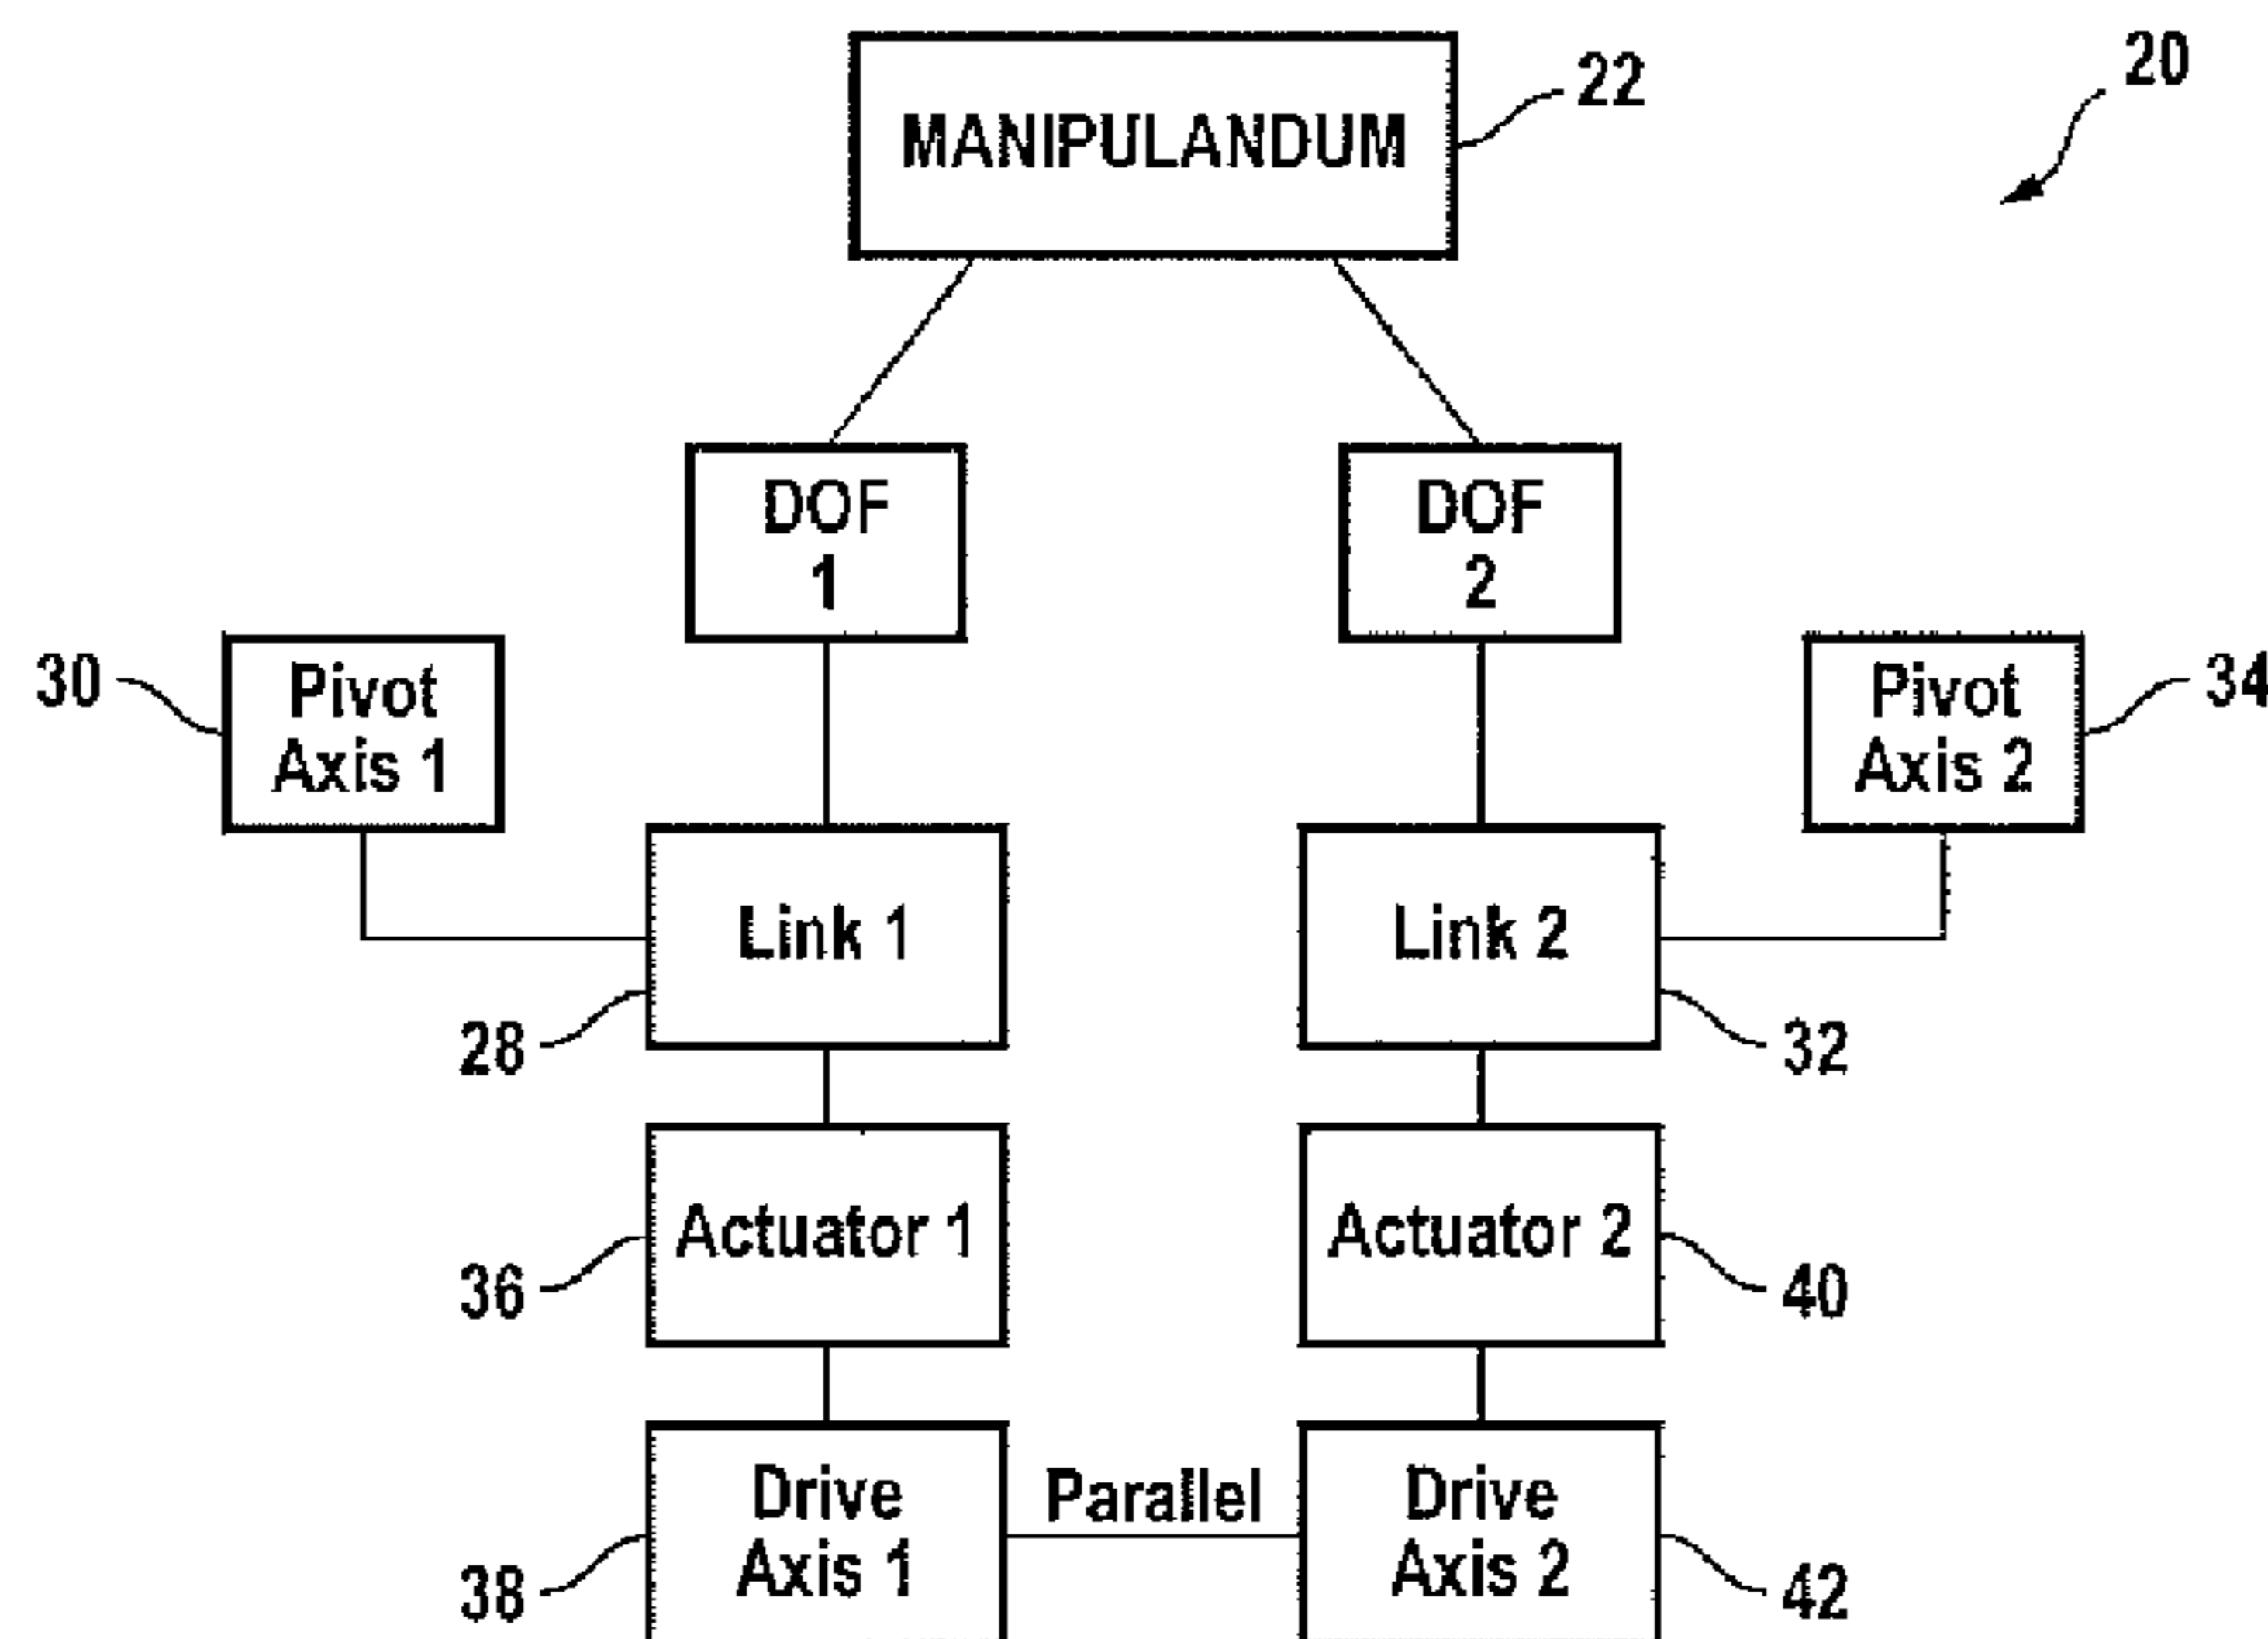 20
22
MANIPULANDUM
DOF
1
DOF
2
30
Pivot
Axis 1
Pivot
Axis 2
34
Link 1
Link 2
28
32
Actuator 1
Actuator 2
36
40
Drive
Axis 1
Parallel
Drive
Axis 2
38
42